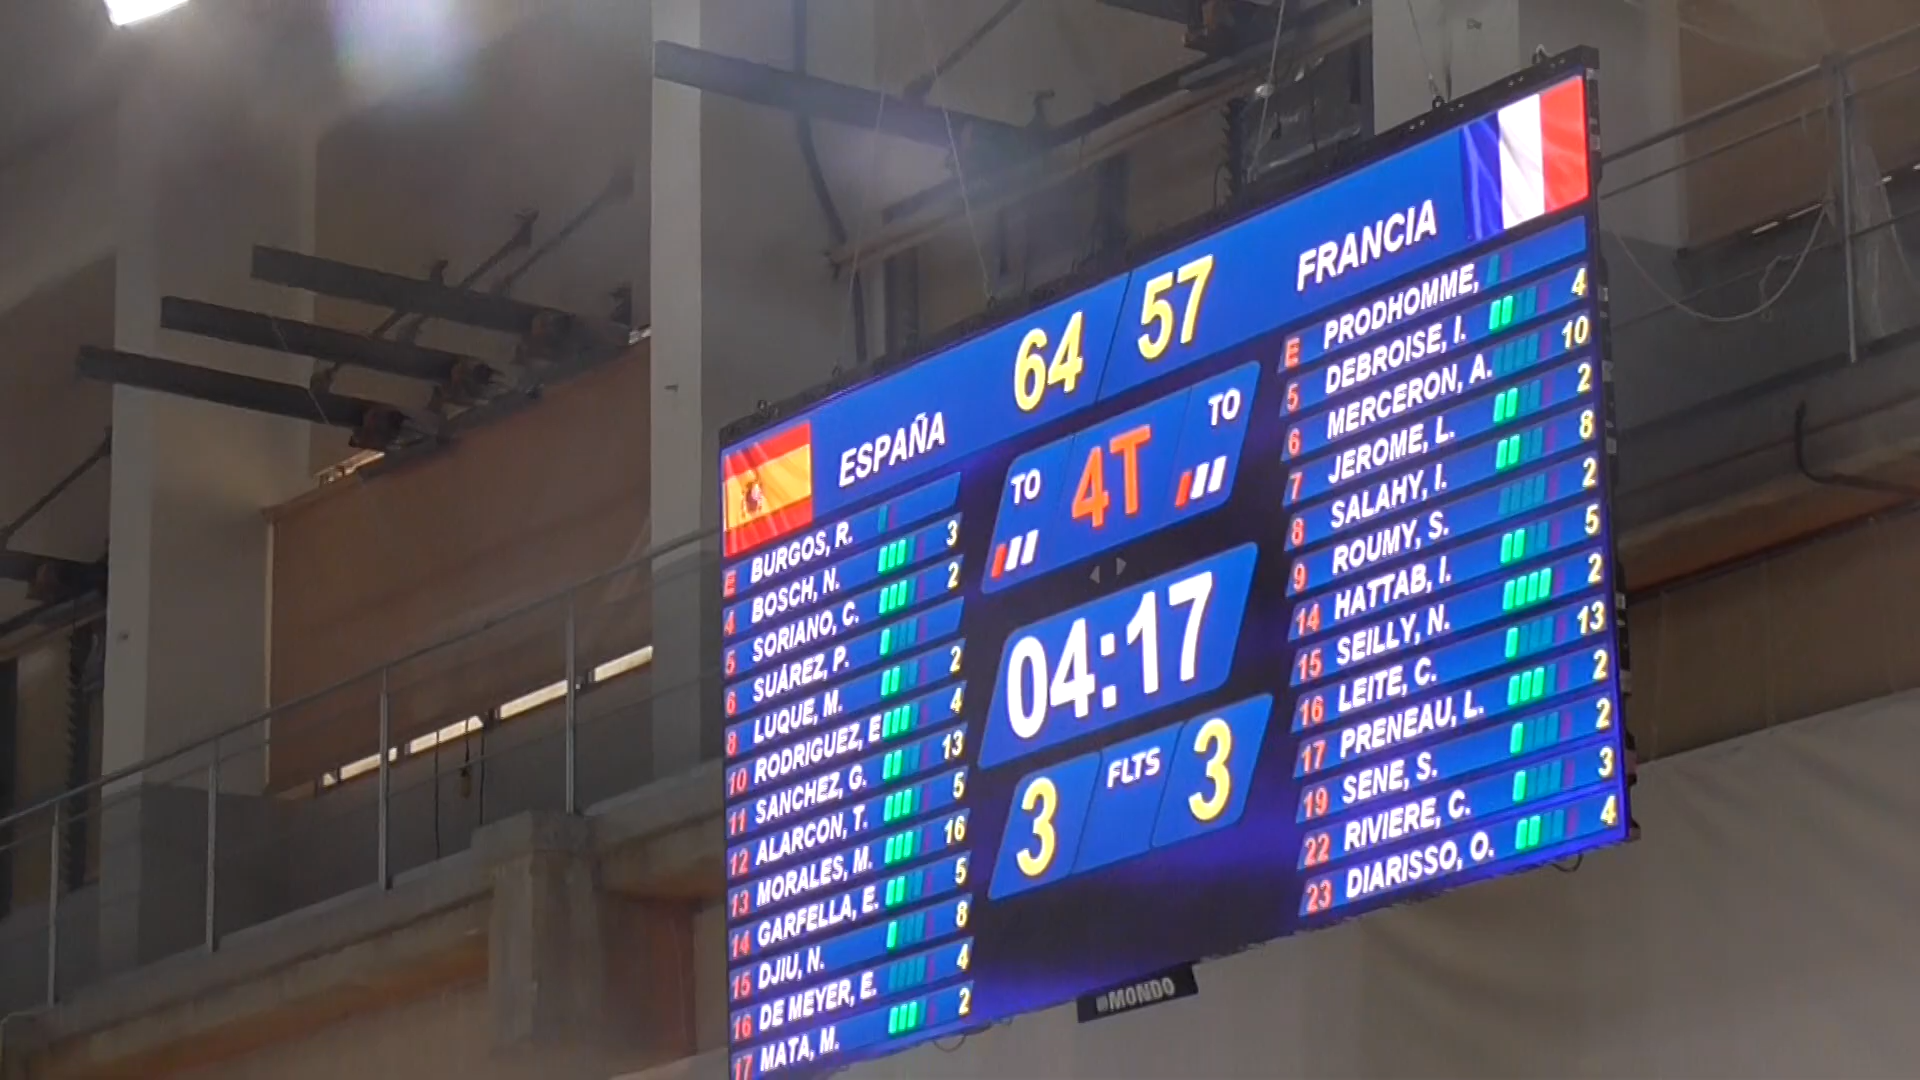 ESPAÑA 64 57 FRANCIA
TO 4T TO
04:17
3 FLTS 3
E BURGOS, R.
4 BOSCH, N. 3
5 SORIANO, C. 2
6 SUÁREZ, P.
8 LUQUE, M. 2
10 RODRIGUEZ, E 4
11 SANCHEZ, G. 13
12 ALARCON, T. 5
13 MORALES, M. 16
14 GARFELLA, E. 5
15 DJIU, N. 8
16 DE MEYER, E. 4
17 MATA, M. 2
E PRODHOMME,
5 DEBROISE, I. 4
6 MERCERON, A. 10
7 JEROME, L. 2
8 SALAHY, I. 8
9 ROUMY, S. 2
14 HATTAB, I. 5
15 SEILLY, N. 2
16 LEITE, C. 13
17 PRENEAU, L. 2
19 SENE, S. 2
22 RIVIERE, C. 3
23 DIARISSO, O. 4
MONDO